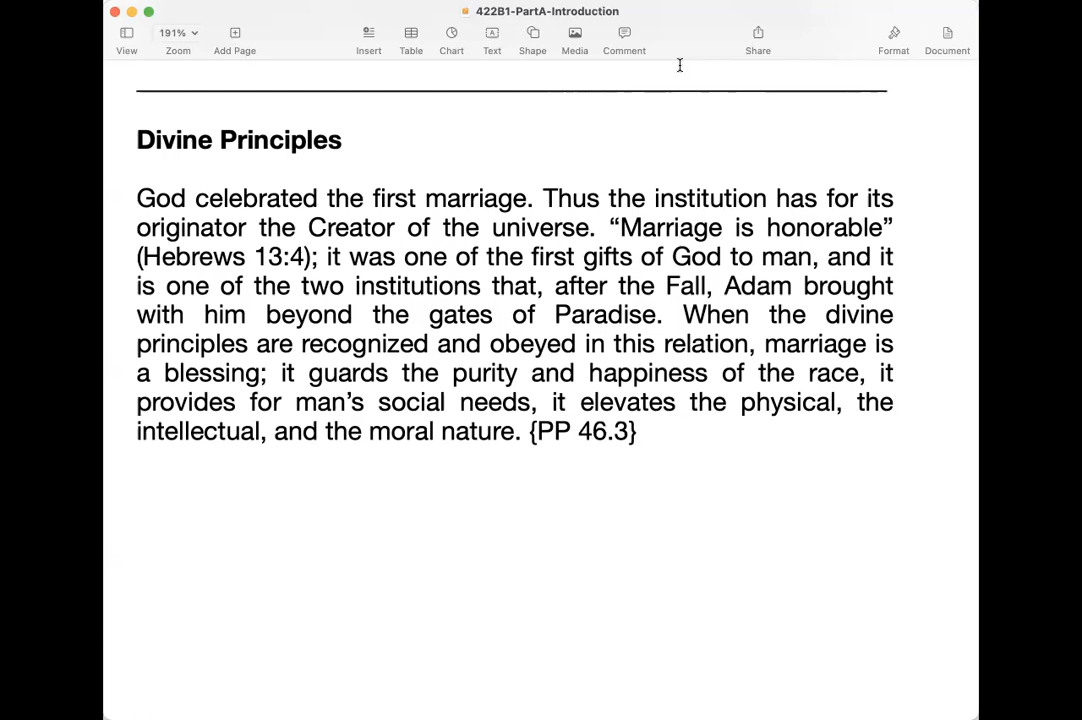 422B1-PartA-Introduction
191%
View Zoom Add Page Insert Table Chart Text Shape Media Comment Share Format Document
Divine Principles
God celebrated the first marriage. Thus the institution has for its
originator the Creator of the universe. “Marriage is honorable”
(Hebrews 13:4); it was one of the first gifts of God to man, and it
is one of the two institutions that, after the Fall, Adam brought
with him beyond the gates of Paradise. When the divine
principles are recognized and obeyed in this relation, marriage is
a blessing; it guards the purity and happiness of the race, it
provides for man’s social needs, it elevates the physical, the
intellectual, and the moral nature. {PP 46.3}